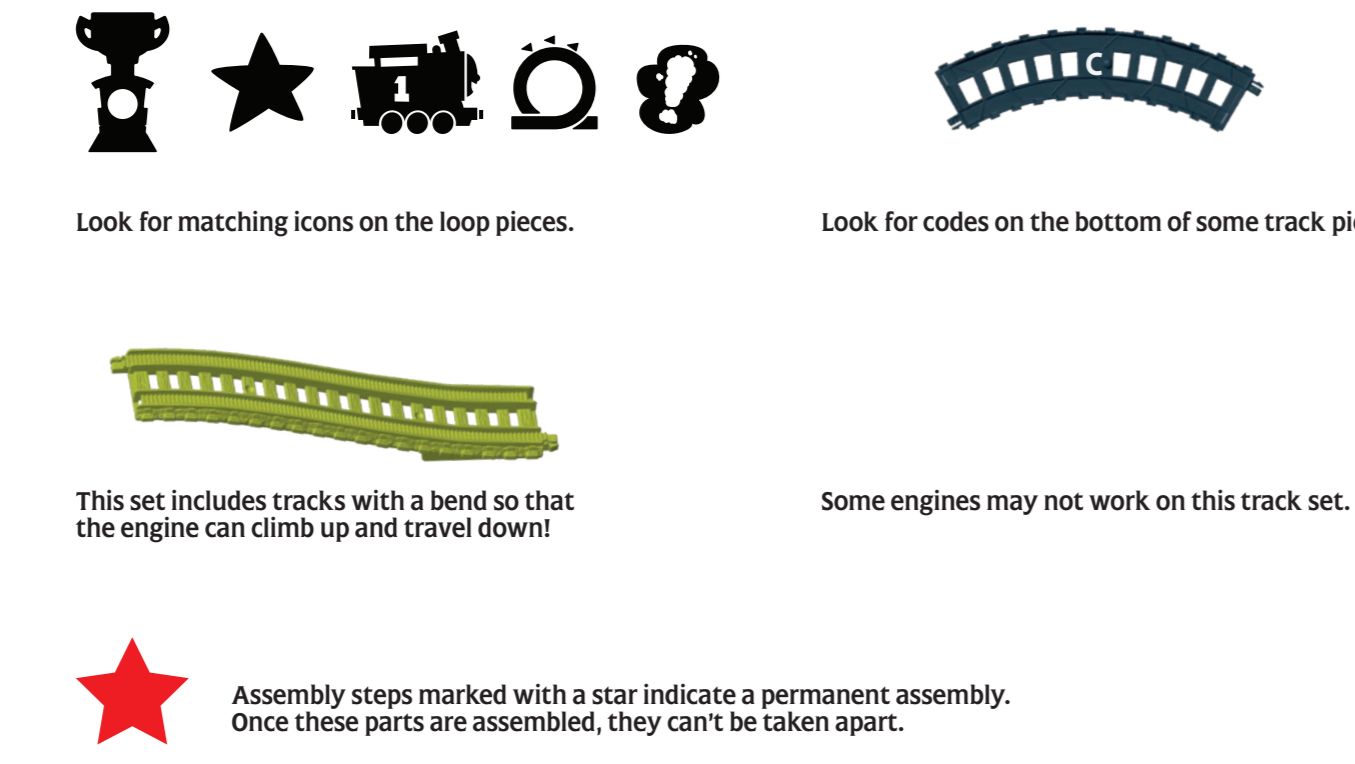 1
C
Look for matching icons on the loop pieces.
Look for codes on the bottom of some track
This set includes tracks with a bend so that
the engine can climb up and travel down!
Some engines may not work on this track set.
Assembly steps marked with a star indicate a permanent assembly.
Once these parts are assembled, they can't be taken apart.